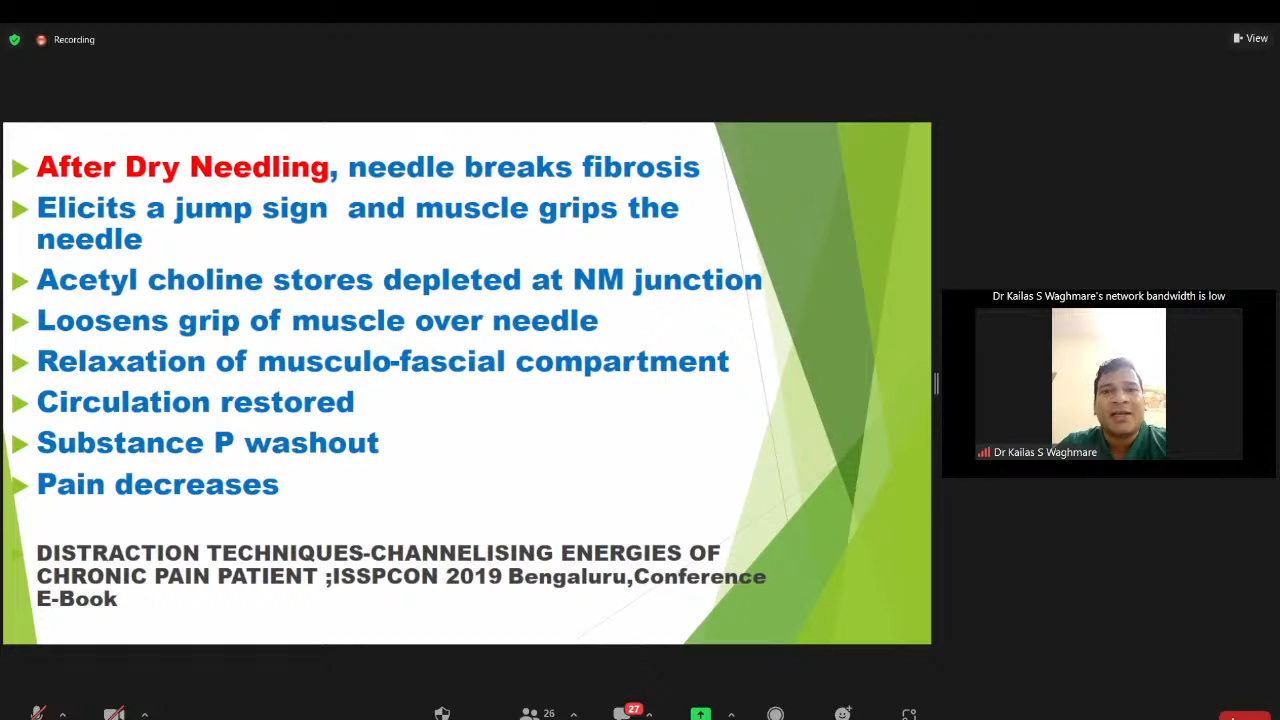 Recording
View
After Dry Needling, needle breaks fibrosis
Elicits a jump sign and muscle grips the
needle
Acetyl choline stores depleted at NM junction
Loosens grip of muscle over needle
Relaxation of musculo-fascial compartment
Circulation restored
Substance P washout
Pain decreases
DISTRACTION TECHNIQUES-CHANNELISING ENERGIES OF
CHRONIC PAIN PATIENT ;ISSPCON 2019 Bengaluru,Conference
E-Book
Dr Kailas S Waghmare's network bandwidth is low
Dr Kailas S Waghmare
26
27